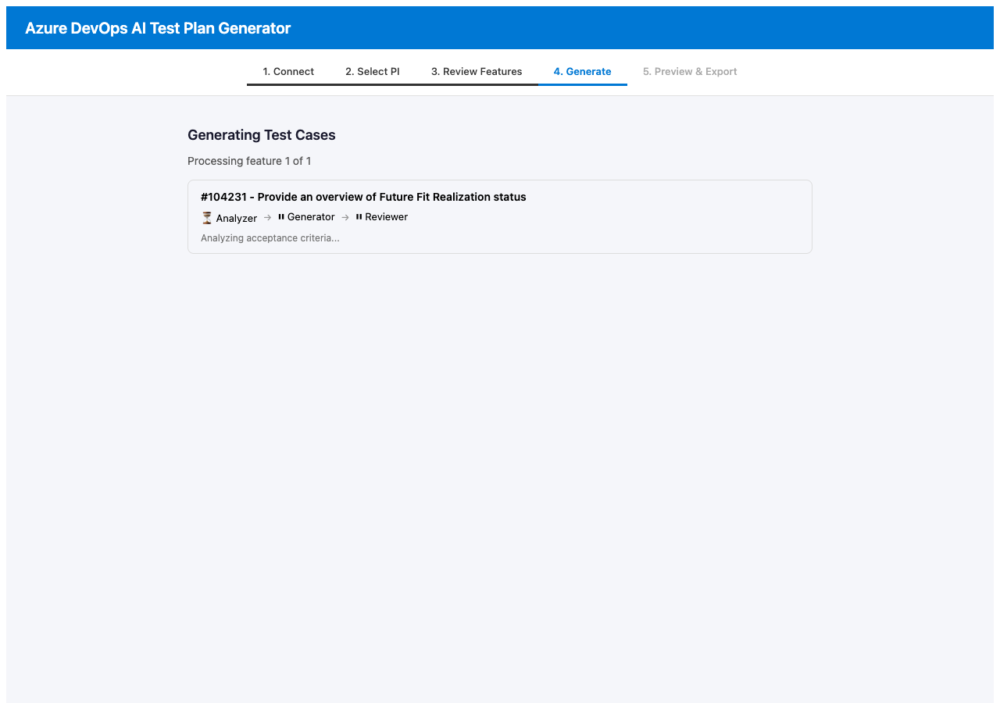 Azure DevOps AI Test Plan Generator
1. Connect 2. Select PI 3. Review Features 4. Generate 5. Preview & Export
Generating Test Cases
Processing feature 1 of 1
#104231 - Provide an overview of Future Fit Realization status
⏳ Analyzer → ⏸ Generator → ⏸ Reviewer
Analyzing acceptance criteria...